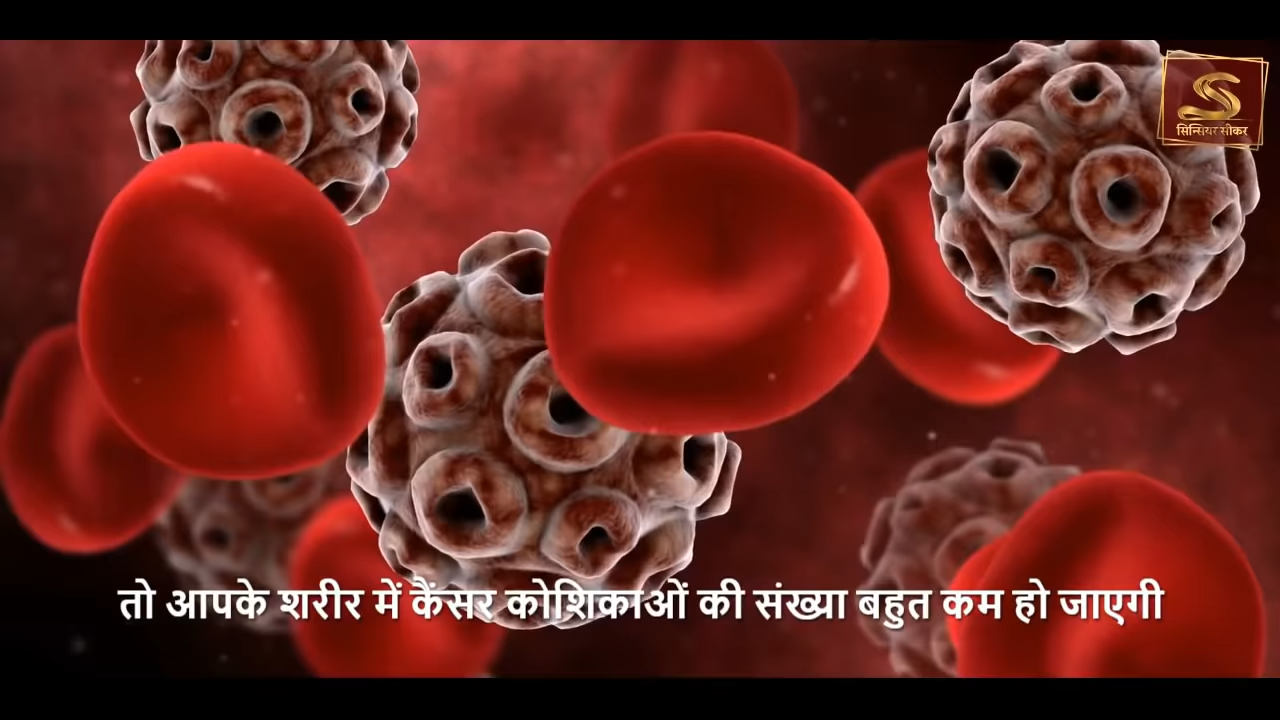 सिन्सियर सीकर
तो आपके शरीर में कैंसर कोशिकाओं की संख्या बहुत कम हो जाएगी